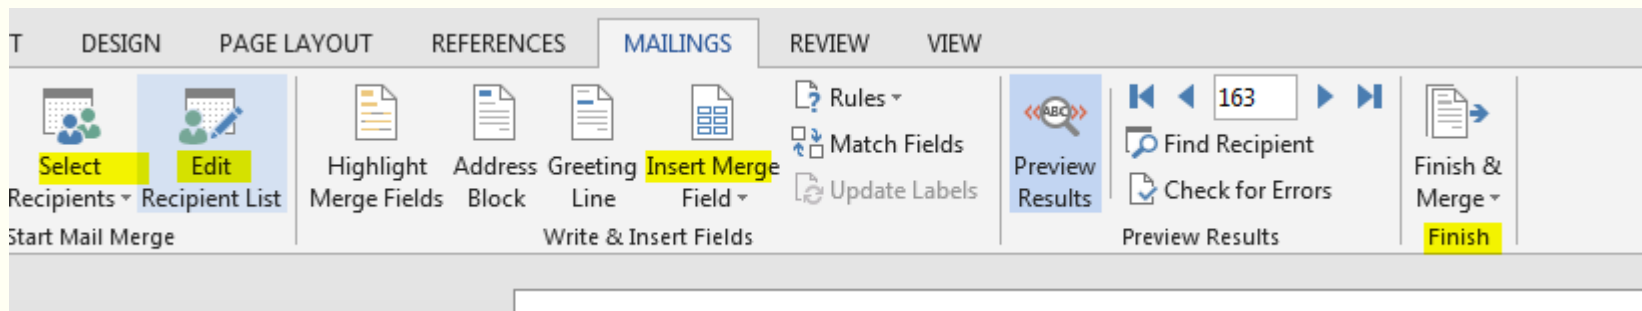 T DESIGN PAGE LAYOUT REFERENCES MAILINGS REVIEW VIEW
Select
Recipients
Edit
Recipient List
Start Mail Merge
Highlight
Merge Fields
Address
Block
Greeting
Line
Insert Merge
Field
Rules
Match Fields
Update Labels
Write & Insert Fields
<<ABC>>
Preview
Results
163
Find Recipient
Check for Errors
Preview Results
Finish &
Merge
Finish